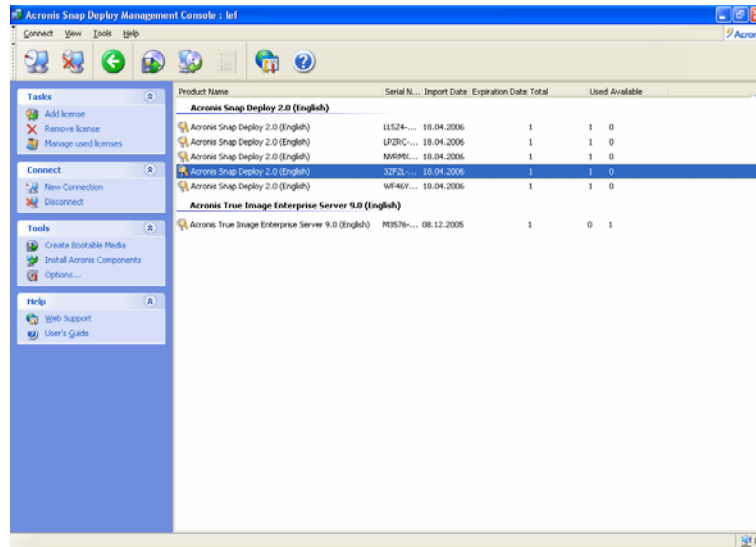 Acronis Snap Deploy Management Console : lef
Connect View Tools Help
Acron
Tasks
Add license
Remove license
Manage used licenses
Connect
New Connection
Disconnect
Tools
Create Bootable Media
Install Acronis Components
Options...
Help
Web Support
User's Guide
Product Name Serial N... Import Date Expiration Date Total Used Available
Acronis Snap Deploy 2.0 (English)
Acronis Snap Deploy 2.0 (English) LLSZ4-... 18.04.2006 1 1 0
Acronis Snap Deploy 2.0 (English) LPZRC-... 18.04.2006 1 1 0
Acronis Snap Deploy 2.0 (English) 18.04.2006 1 1 0
Acronis Snap Deploy 2.0 (English) 3ZP2L-... 18.04.2006 1 1 0
Acronis Snap Deploy 2.0 (English) WF46Y... 18.04.2006 1 1 0
Acronis True Image Enterprise Server 9.0 (English)
Acronis True Image Enterprise Server 9.0 (English) M3576-... 08.12.2005 1 0 1